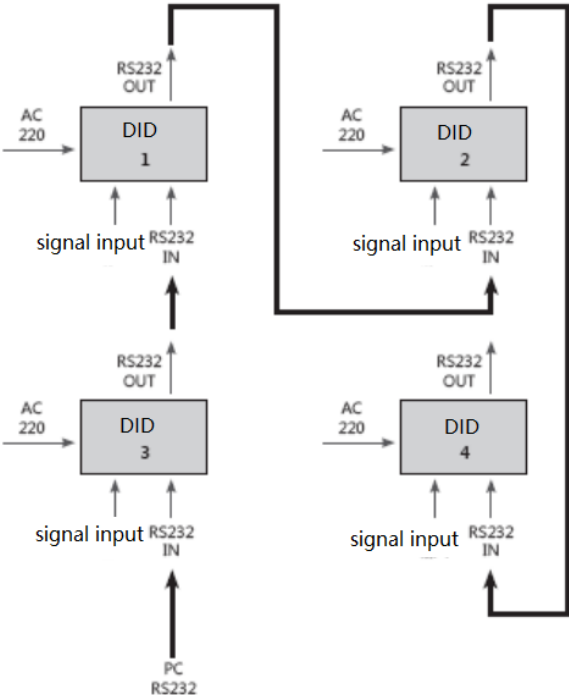 RS232
OUT
AC
220
DID
1
signal input
RS232
IN
RS232
OUT
AC
220
DID
2
signal input
RS232
IN
RS232
OUT
AC
220
DID
3
signal input
RS232
IN
PC
RS232
RS232
OUT
AC
220
DID
4
signal input
RS232
IN